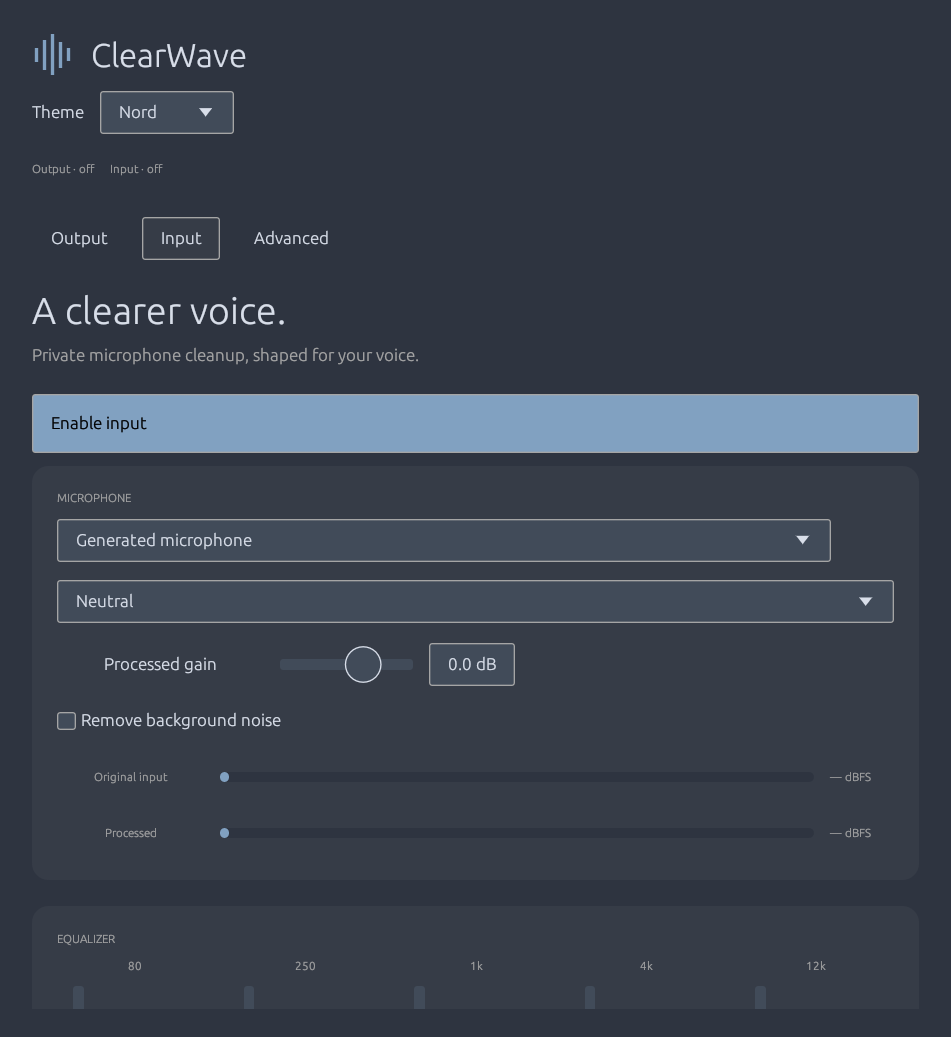 ClearWave
Theme Nord
Output · off Input · off
Output Input Advanced
A clearer voice.
Private microphone cleanup, shaped for your voice.
Enable input
MICROPHONE
Generated microphone
Neutral
Processed gain 0.0 dB
Remove background noise
Original input — dBFS
Processed — dBFS
EQUALIZER
80 250 1k 4k 12k